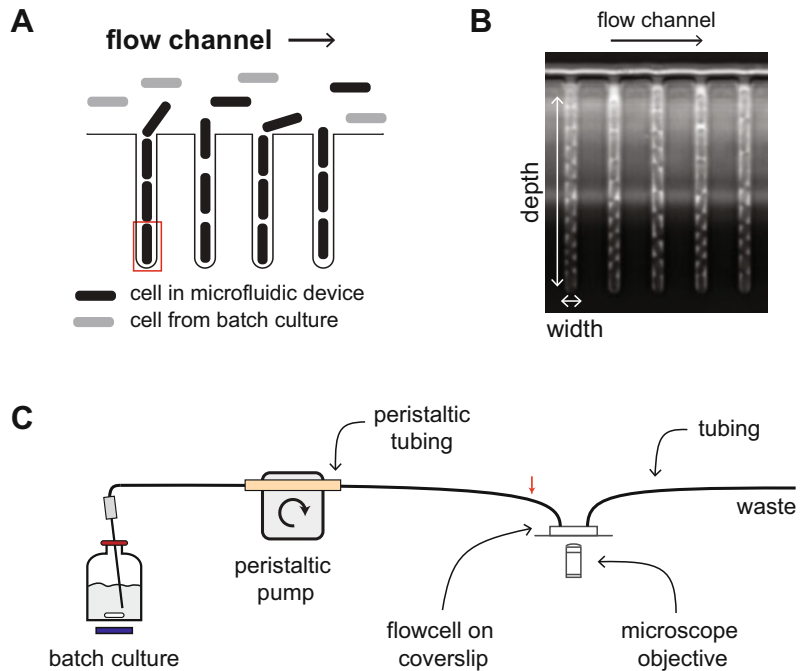 A
flow channel
cell in microfluidic device
cell from batch culture
B
flow channel
depth
width
C
peristaltic
tubing
tubing
waste
peristaltic
pump
batch culture
flowcell on
coverslip
microscope
objective